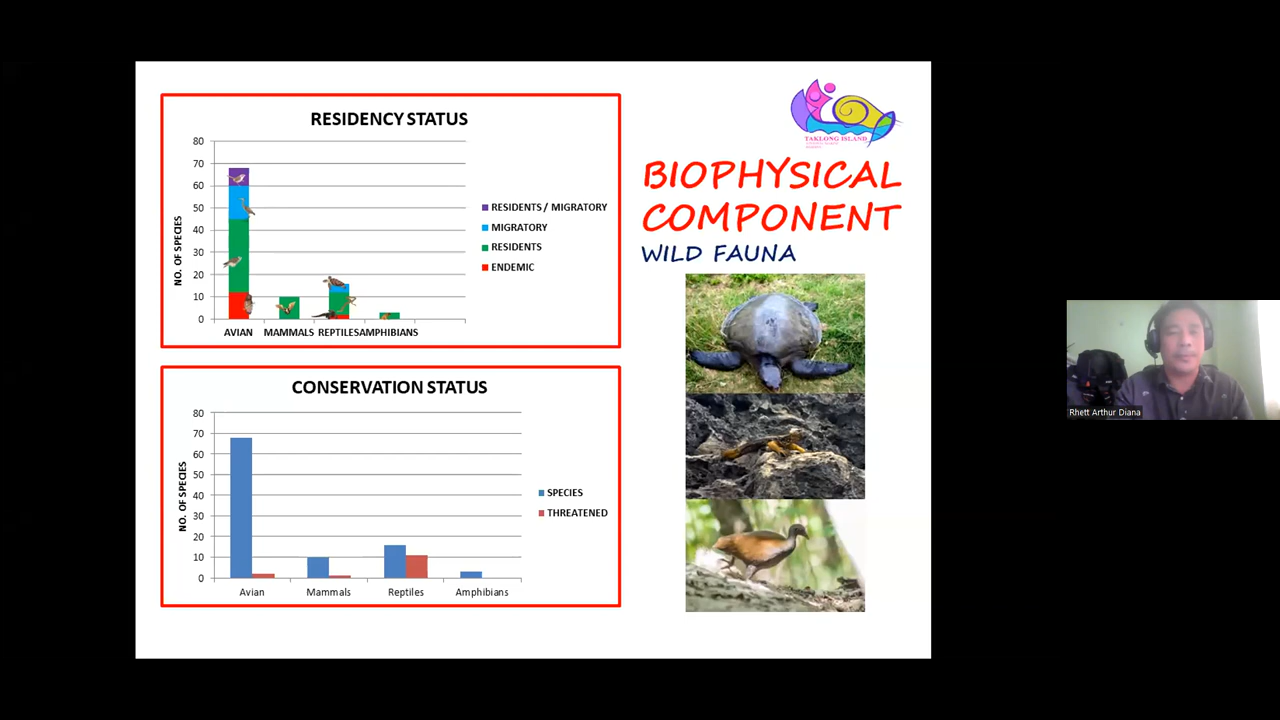 RESIDENCY STATUS
80
70
60
50
40
30
20
10
0
NO. OF SPECIES
AVIAN MAMMALS REPTILES AMPHIBIANS
RESIDENTS / MIGRATORY
MIGRATORY
RESIDENTS
ENDEMIC
CONSERVATION STATUS
80
70
60
50
40
30
20
10
0
NO. OF SPECIES
Avian Mammals Reptiles Amphibians
SPECIES
THREATENED
TAKLONG ISLAND
BIOPHYSICAL
COMPONENT
WILD FAUNA
Rhett Arthur Diana